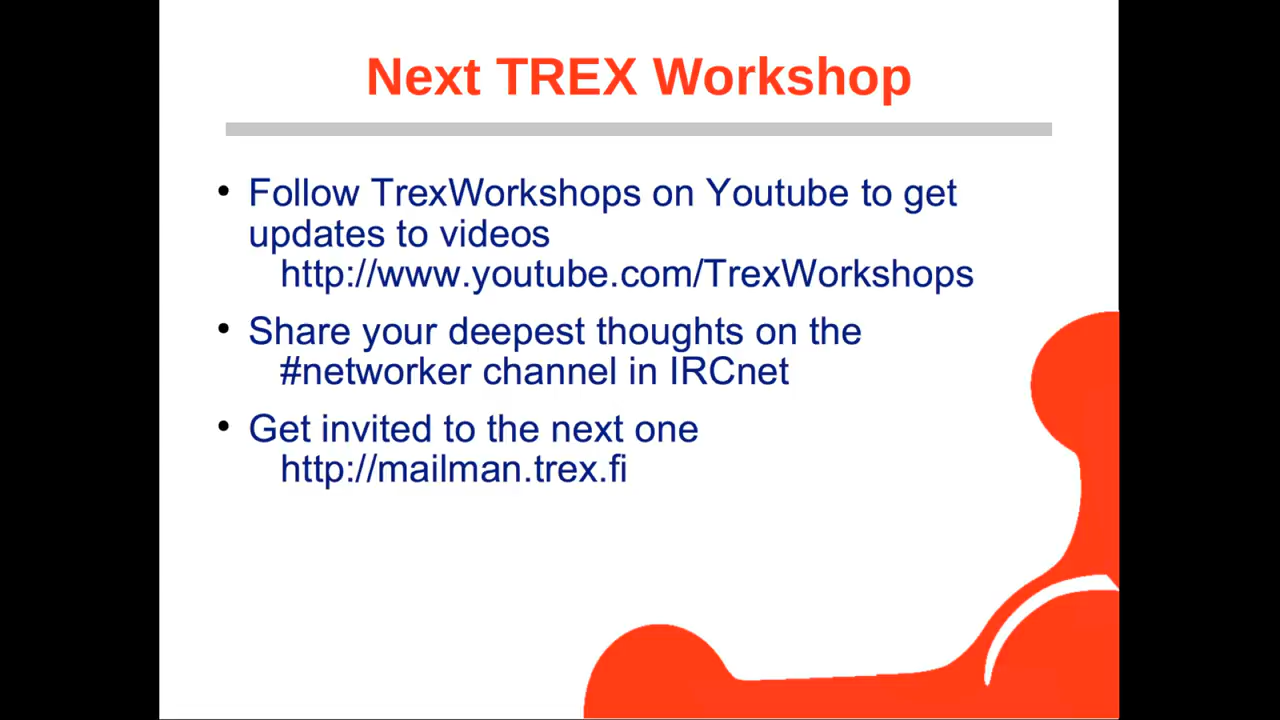 Next TREX Workshop
• Follow TrexWorkshops on Youtube to get
updates to videos
http://www.youtube.com/TrexWorkshops
• Share your deepest thoughts on the
#networker channel in IRCnet
• Get invited to the next one
http://mailman.trex.fi